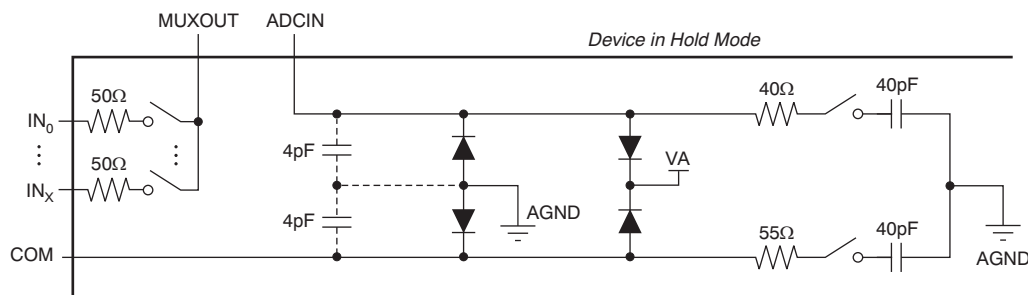 MUXOUT ADCIN
Device in Hold Mode
50Ω 40Ω 40pF
IN0
4pF VA
50Ω
INX
4pF AGND
55Ω 40pF
COM AGND